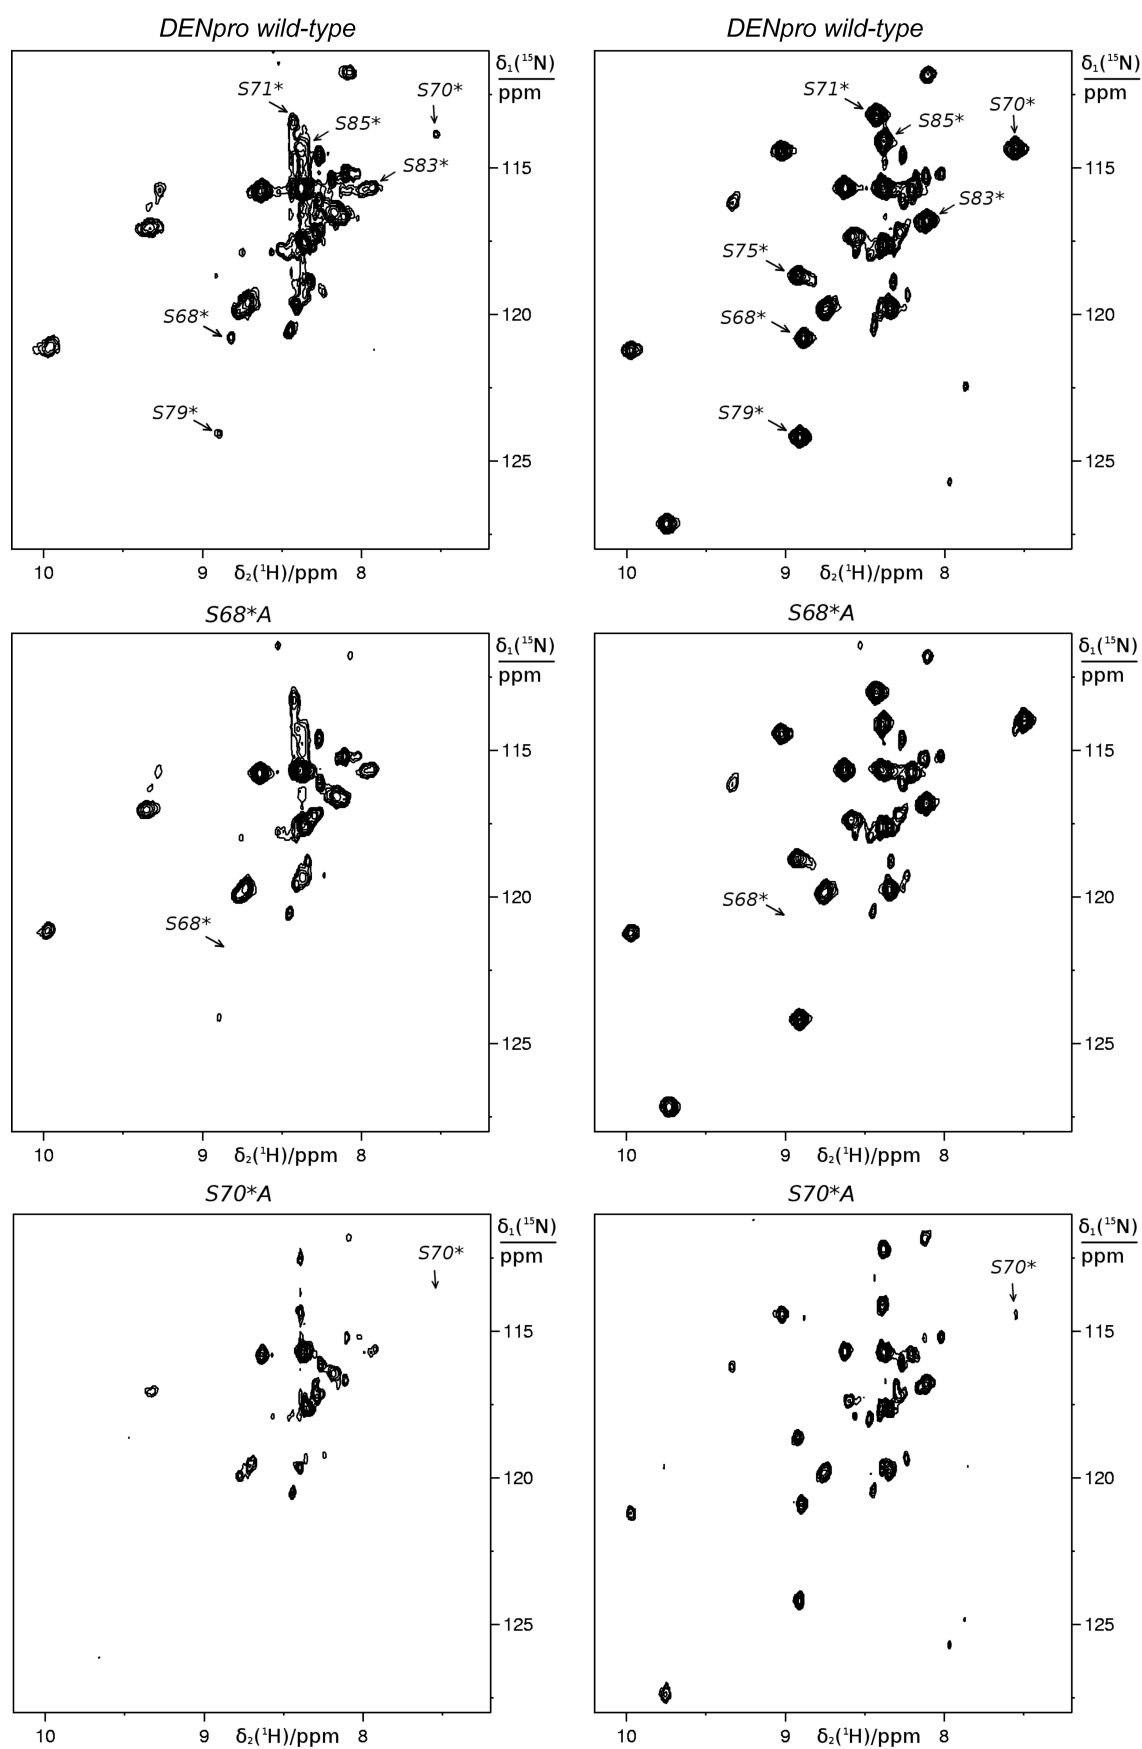 DENpro wild-type
DENpro wild-type
δ₁(¹⁵N)
ppm
S71*
S70*
S85*
S83*
115
S68*
120
S79*
125
10 9 δ₂(¹H)/ppm 8
δ₁(¹⁵N)
ppm
S71*
S70*
S85*
115
S83*
S75*
S68*
120
S79*
125
10 9 δ₂(¹H)/ppm 8
S68*A
S68*A
δ₁(¹⁵N)
ppm
115
120
S68*
125
10 9 δ₂(¹H)/ppm 8
δ₁(¹⁵N)
ppm
115
S68*
120
125
10 9 δ₂(¹H)/ppm 8
S70*A
S70*A
δ₁(¹⁵N)
ppm
S70*
115
120
125
10 9 δ₂(¹H)/ppm 8
δ₁(¹⁵N)
ppm
S70*
115
120
125
10 9 δ₂(¹H)/ppm 8